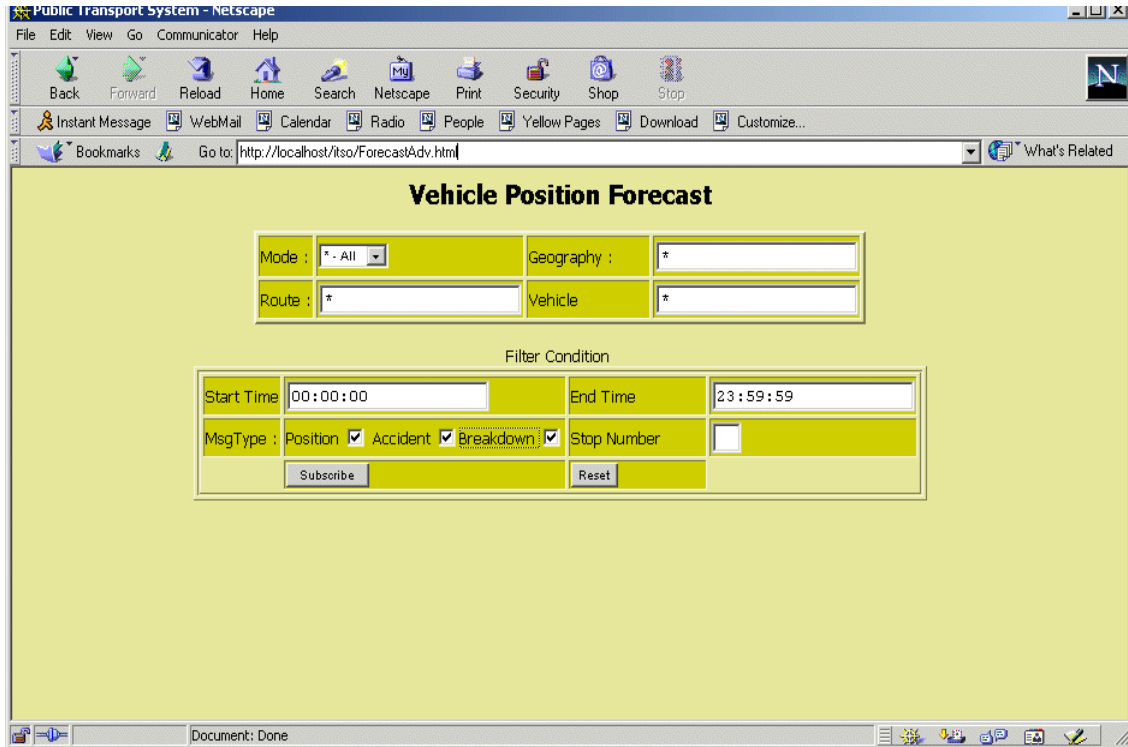 Public Transport System - Netscape
File Edit View Go Communicator Help
My
N
Back Forward Reload Home Search Netscape Print Security Shop Stop
Instant Message WebMail Calendar Radio People Yellow Pages Download Customize...
Bookmarks Go to: http://localhost/itso/ForecastAdv.html What's Related
Vehicle Position Forecast
Mode : * - All Geography : *
Route : * Vehicle *
Filter Condition
Start Time 00:00:00 End Time 23:59:59
MsgType : Position Accident Breakdown Stop Number
Subscribe Reset
Document: Done